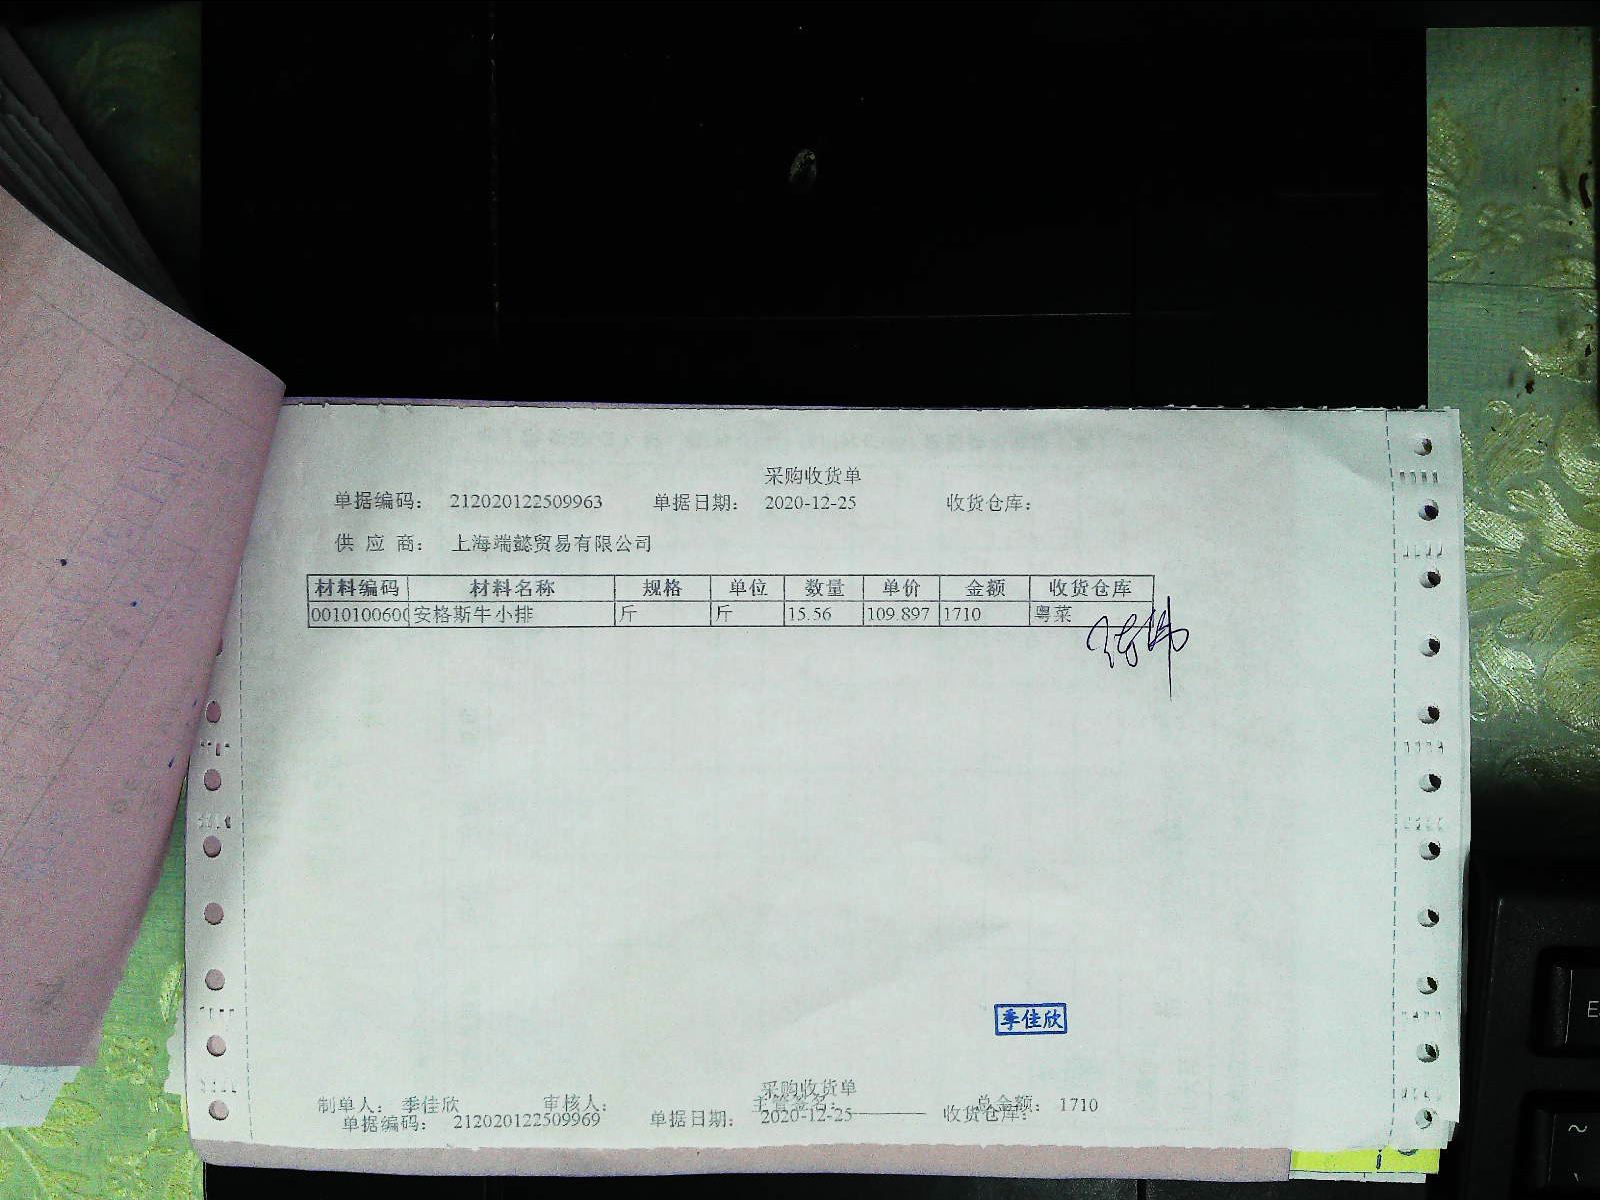 采购收货单
单据编码: 212020122509963 单据日期: 2020-12-25 收货仓库:
供 应 商: 上海端懿贸易有限公司
材料编码 材料名称 规格 单位 数量 单价 金额 收货仓库
0010100600 安格斯牛小排 斤 斤 15.56 109.897 1710 粤菜
季佳欣
采购收货单
制单人: 季佳欣 审核人: 主管签名: 总金额: 1710
单据编码: 212020122509969 单据日期: 2020-12-25 收货仓库: